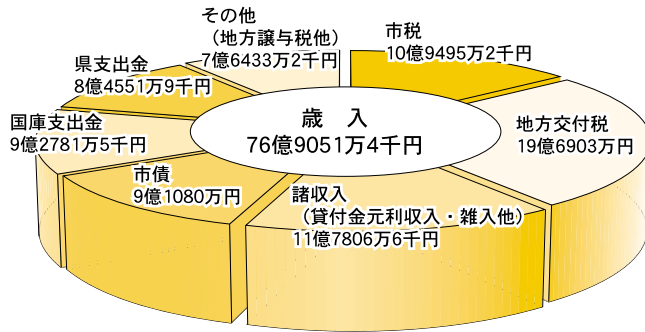 歳入
76億9051万4千円
市税
10億9495万2千円
地方交付税
19億6903万円
諸収入
（貸付金元利収入・雑入他）
11億7806万6千円
市債
9億1080万円
国庫支出金
9億2781万5千円
県支出金
8億4551万9千円
その他
（地方譲与税他）
7億6433万2千円